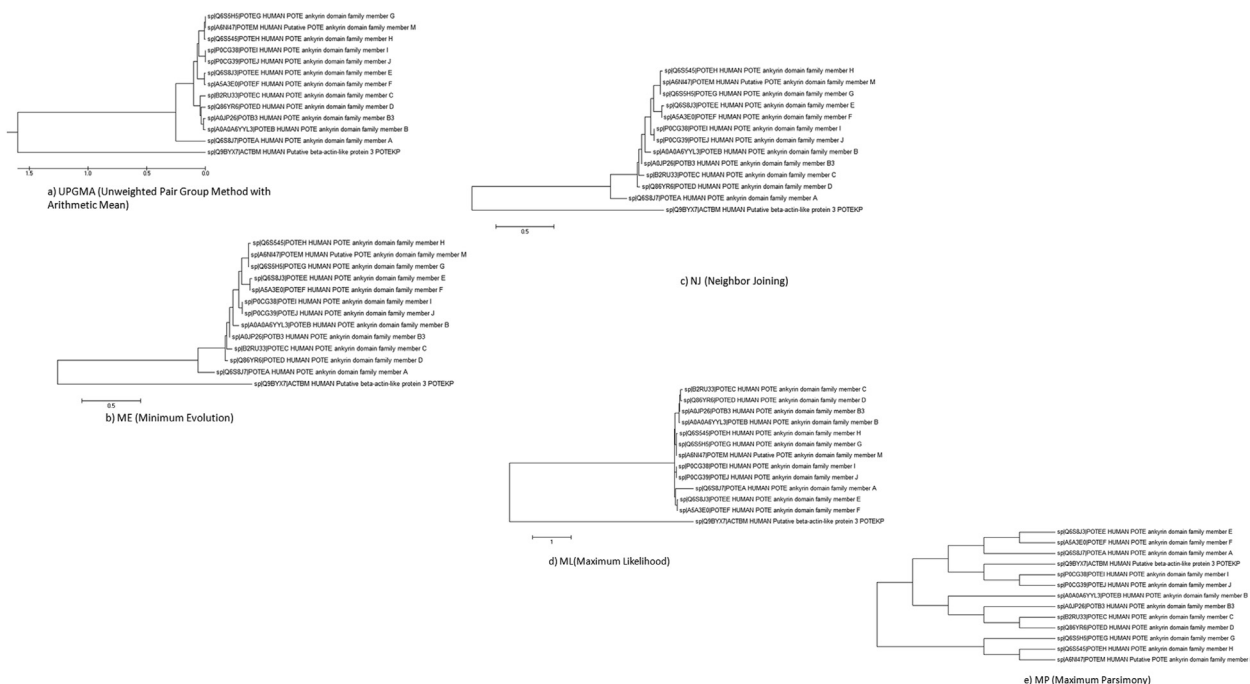 sp|Q6S5H5|POTEG HUMAN POTE ankyrin domain family member G
sp|A6NI47|POTEM HUMAN Putative POTE ankyrin domain family member M
sp|Q6S545|POTEH HUMAN POTE ankyrin domain family member H
sp|P0CG38|POTEI HUMAN POTE ankyrin domain family member I
sp|P0CG39|POTEJ HUMAN POTE ankyrin domain family member J
sp|Q6S8J3|POTEE HUMAN POTE ankyrin domain family member E
sp|A5A3E0|POTEF HUMAN POTE ankyrin domain family member F
sp|B2RU33|POTEC HUMAN POTE ankyrin domain family member C
sp|Q86YR6|POTED HUMAN POTE ankyrin domain family member D
sp|A0JP26|POTB3 HUMAN POTE ankyrin domain family member B3
sp|A0A0A6YYL3|POTEB HUMAN POTE ankyrin domain family member B
sp|Q6S8J7|POTEA HUMAN POTE ankyrin domain family member A
sp|Q9BYX7|ACTBM HUMAN Putative beta-actin-like protein 3 POTEKP
1.5 1.0 0.5 0.0
a) UPGMA (Unweighted Pair Group Method with
Arithmetic Mean)
sp|Q6S545|POTEH HUMAN POTE ankyrin domain family member H
sp|A6NI47|POTEM HUMAN Putative POTE ankyrin domain family member M
sp|Q6S5H5|POTEG HUMAN POTE ankyrin domain family member G
sp|Q6S8J3|POTEE HUMAN POTE ankyrin domain family member E
sp|A5A3E0|POTEF HUMAN POTE ankyrin domain family member F
sp|P0CG38|POTEI HUMAN POTE ankyrin domain family member I
sp|P0CG39|POTEJ HUMAN POTE ankyrin domain family member J
sp|A0A0A6YYL3|POTEB HUMAN POTE ankyrin domain family member B
sp|A0JP26|POTB3 HUMAN POTE ankyrin domain family member B3
sp|B2RU33|POTEC HUMAN POTE ankyrin domain family member C
sp|Q86YR6|POTED HUMAN POTE ankyrin domain family member D
sp|Q6S8J7|POTEA HUMAN POTE ankyrin domain family member A
sp|Q9BYX7|ACTBM HUMAN Putative beta-actin-like protein 3 POTEKP
0.5
b) ME (Minimum Evolution)
sp|Q6S545|POTEH HUMAN POTE ankyrin domain family member H
sp|A6NI47|POTEM HUMAN Putative POTE ankyrin domain family member M
sp|Q6S5H5|POTEG HUMAN POTE ankyrin domain family member G
sp|Q6S8J3|POTEE HUMAN POTE ankyrin domain family member E
sp|A5A3E0|POTEF HUMAN POTE ankyrin domain family member F
sp|P0CG38|POTEI HUMAN POTE ankyrin domain family member I
sp|P0CG39|POTEJ HUMAN POTE ankyrin domain family member J
sp|A0A0A6YYL3|POTEB HUMAN POTE ankyrin domain family member B
sp|A0JP26|POTB3 HUMAN POTE ankyrin domain family member B3
sp|B2RU33|POTEC HUMAN POTE ankyrin domain family member C
sp|Q86YR6|POTED HUMAN POTE ankyrin domain family member D
sp|Q6S8J7|POTEA HUMAN POTE ankyrin domain family member A
sp|Q9BYX7|ACTBM HUMAN Putative beta-actin-like protein 3 POTEKP
0.5
c) NJ (Neighbor Joining)
sp|B2RU33|POTEC HUMAN POTE ankyrin domain family member C
sp|Q86YR6|POTED HUMAN POTE ankyrin domain family member D
sp|A0JP26|POTB3 HUMAN POTE ankyrin domain family member B3
sp|A0A0A6YYL3|POTEB HUMAN POTE ankyrin domain family member B
sp|Q6S545|POTEH HUMAN POTE ankyrin domain family member H
sp|Q6S5H5|POTEG HUMAN POTE ankyrin domain family member G
sp|A6NI47|POTEM HUMAN Putative POTE ankyrin domain family member M
sp|P0CG38|POTEI HUMAN POTE ankyrin domain family member I
sp|P0CG39|POTEJ HUMAN POTE ankyrin domain family member J
sp|Q6S8J7|POTEA HUMAN POTE ankyrin domain family member A
sp|Q6S8J3|POTEE HUMAN POTE ankyrin domain family member E
sp|A5A3E0|POTEF HUMAN POTE ankyrin domain family member F
sp|Q9BYX7|ACTBM HUMAN Putative beta-actin-like protein 3 POTEKP
1
d) ML(Maximum Likelihood)
sp|Q6S8J3|POTEE HUMAN POTE ankyrin domain family member E
sp|A5A3E0|POTEF HUMAN POTE ankyrin domain family member F
sp|Q6S8J7|POTEA HUMAN POTE ankyrin domain family member A
sp|Q9BYX7|ACTBM HUMAN Putative beta-actin-like protein 3 POTEKP
sp|P0CG38|POTEI HUMAN POTE ankyrin domain family member I
sp|P0CG39|POTEJ HUMAN POTE ankyrin domain family member J
sp|A0A0A6YYL3|POTEB HUMAN POTE ankyrin domain family member B
sp|A0JP26|POTB3 HUMAN POTE ankyrin domain family member B3
sp|B2RU33|POTEC HUMAN POTE ankyrin domain family member C
sp|Q86YR6|POTED HUMAN POTE ankyrin domain family member D
sp|Q6S5H5|POTEG HUMAN POTE ankyrin domain family member G
sp|Q6S545|POTEH HUMAN POTE ankyrin domain family member H
sp|A6NI47|POTEM HUMAN Putative POTE ankyrin domain family member
e) MP (Maximum Parsimony)